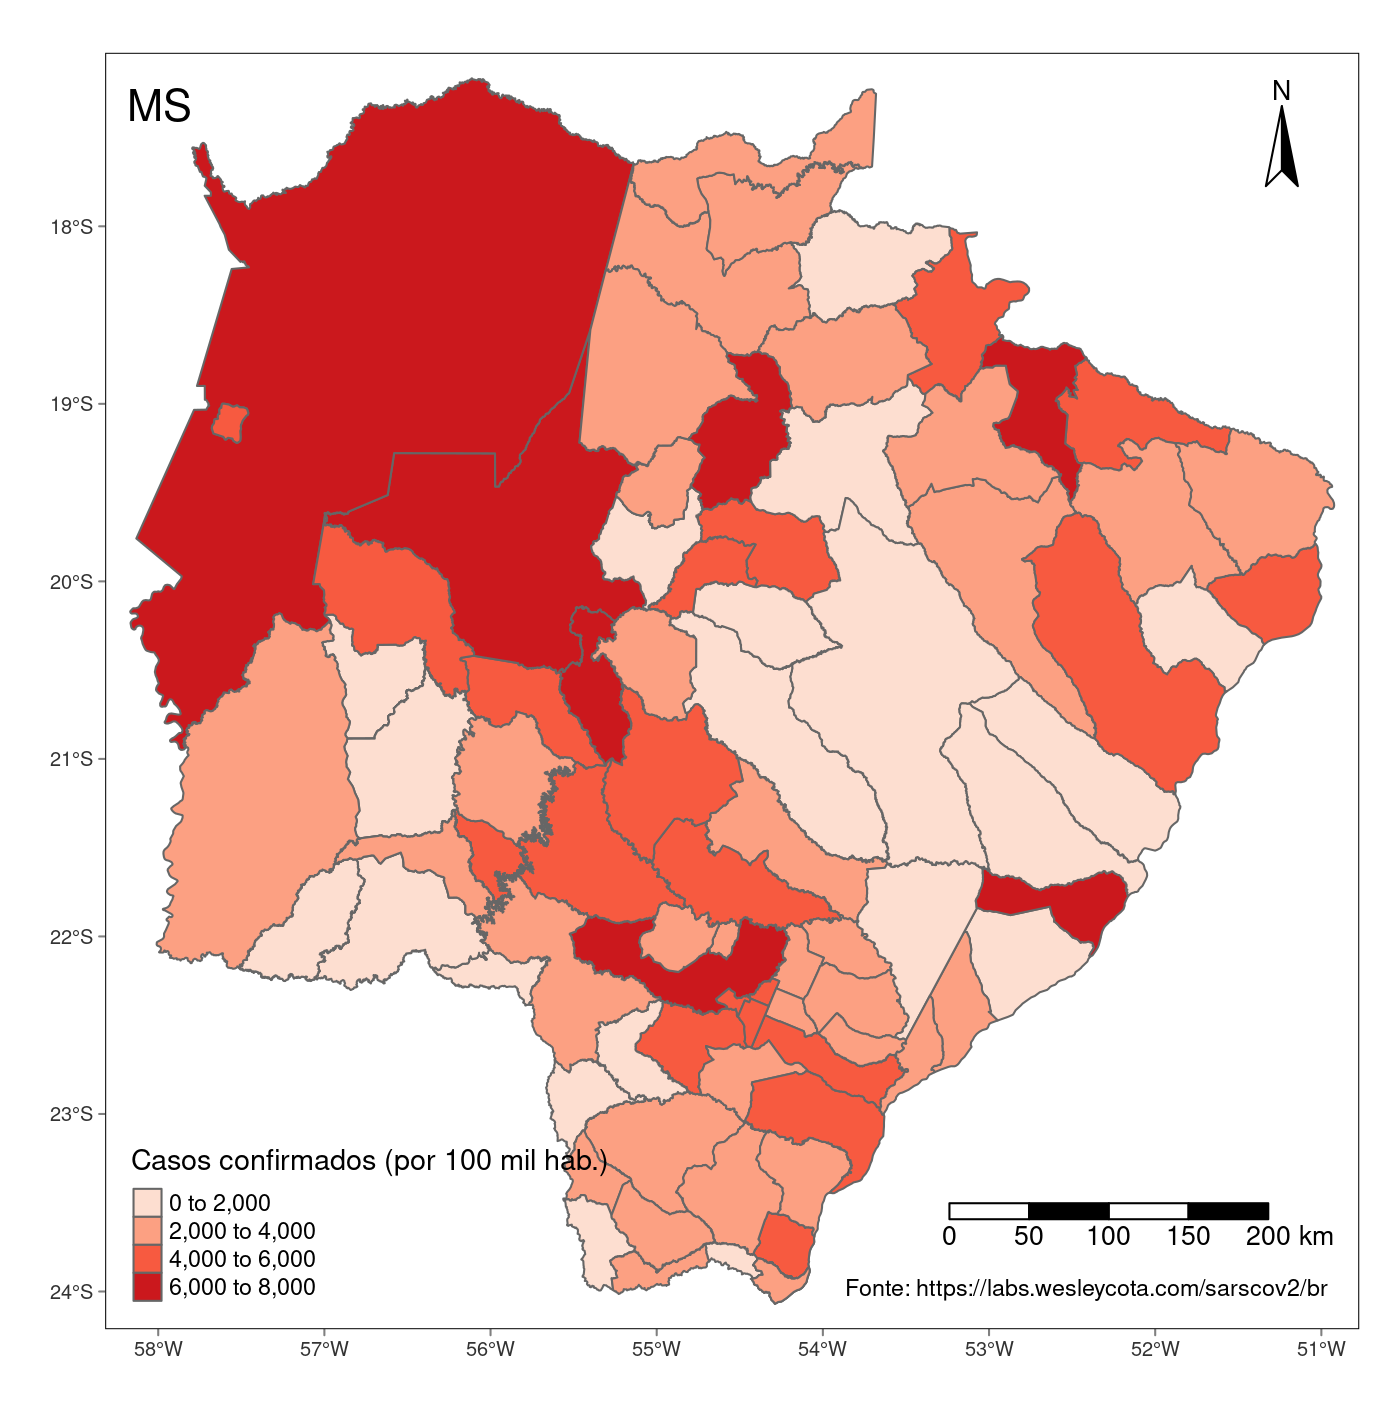 MS
N
18°S
19°S
20°S
21°S
22°S
23°S
24°S
Casos confirmados (por 100 mil hab.)
0 to 2,000
2,000 to 4,000
4,000 to 6,000
6,000 to 8,000
0 50 100 150 200 km
Fonte: https://labs.wesleycota.com/sarscov2/br
58°W 57°W 56°W 55°W 54°W 53°W 52°W 51°W